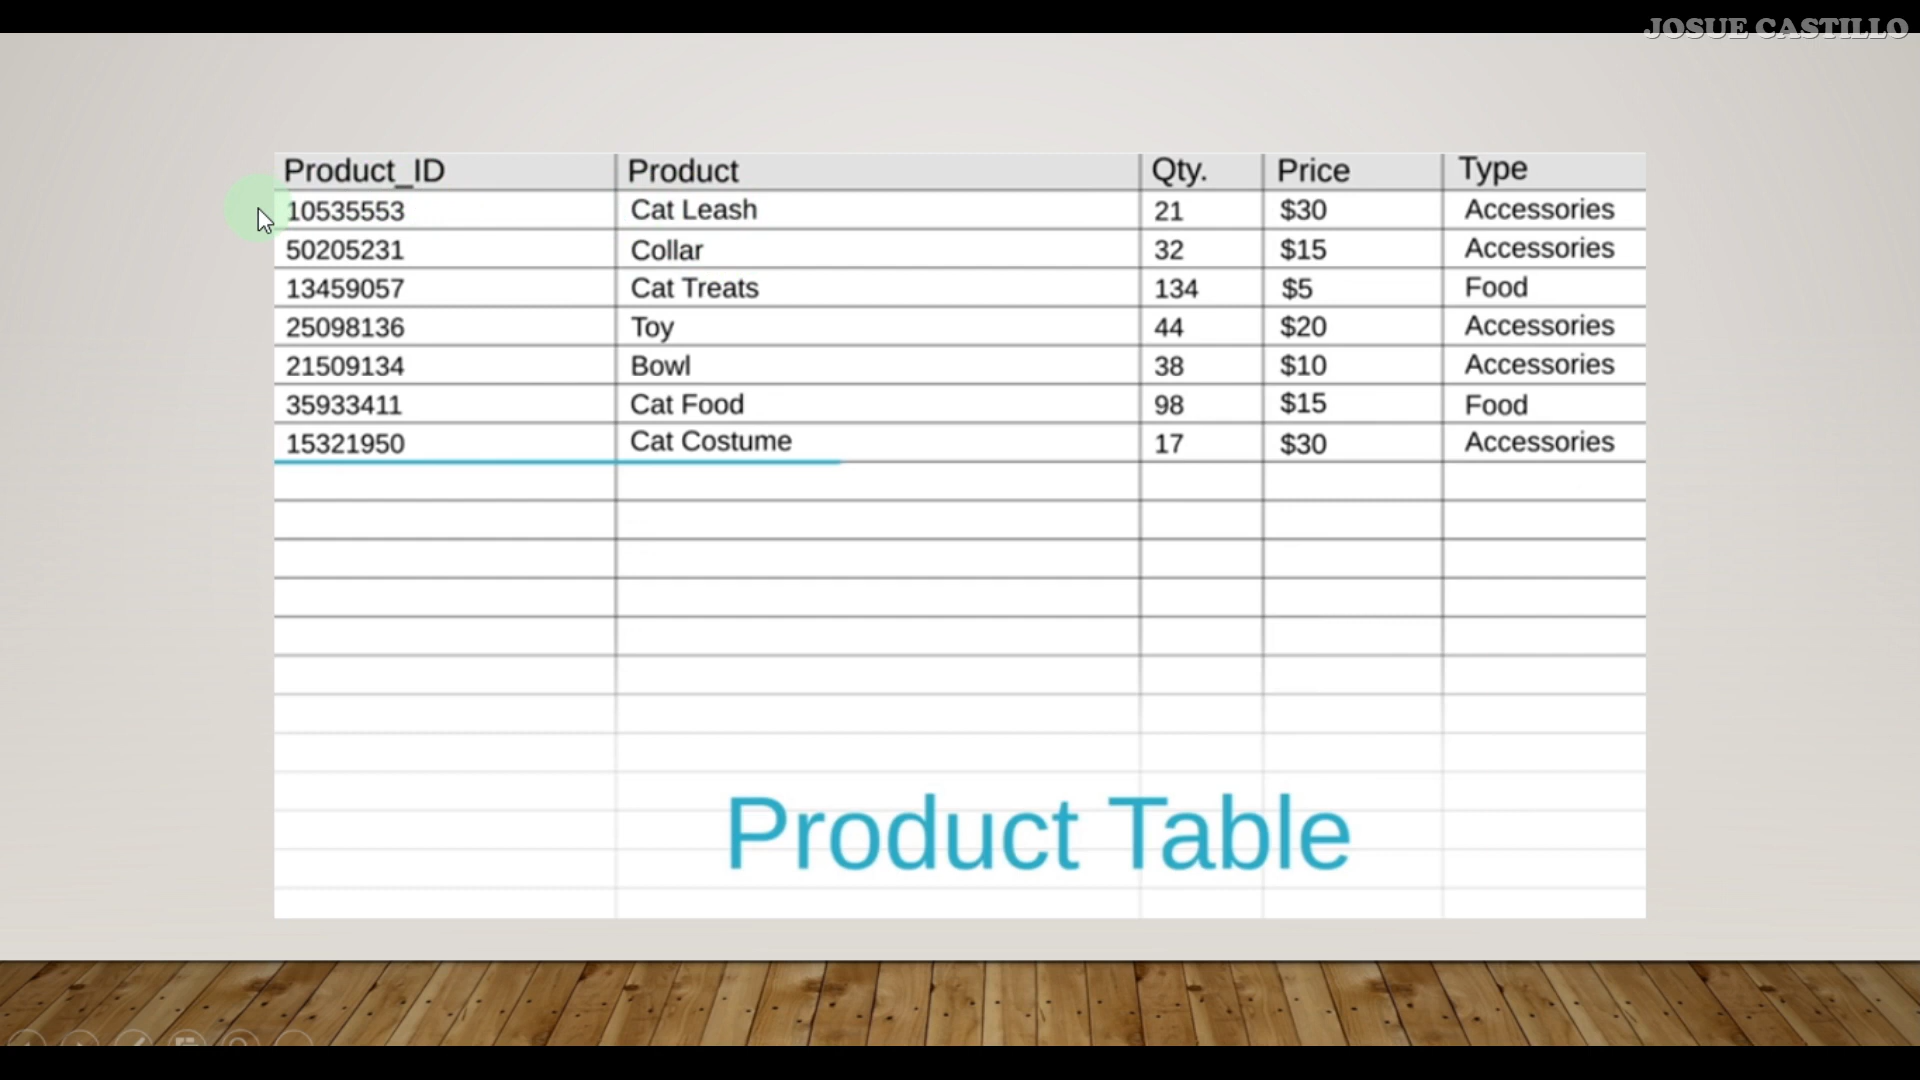 JOSUE CASTILLO
Product_ID Product Qty. Price Type
10535553 Cat Leash 21 $30 Accessories
50205231 Collar 32 $15 Accessories
13459057 Cat Treats 134 $5 Food
25098136 Toy 44 $20 Accessories
21509134 Bowl 38 $10 Accessories
35933411 Cat Food 98 $15 Food
15321950 Cat Costume 17 $30 Accessories
Product Table